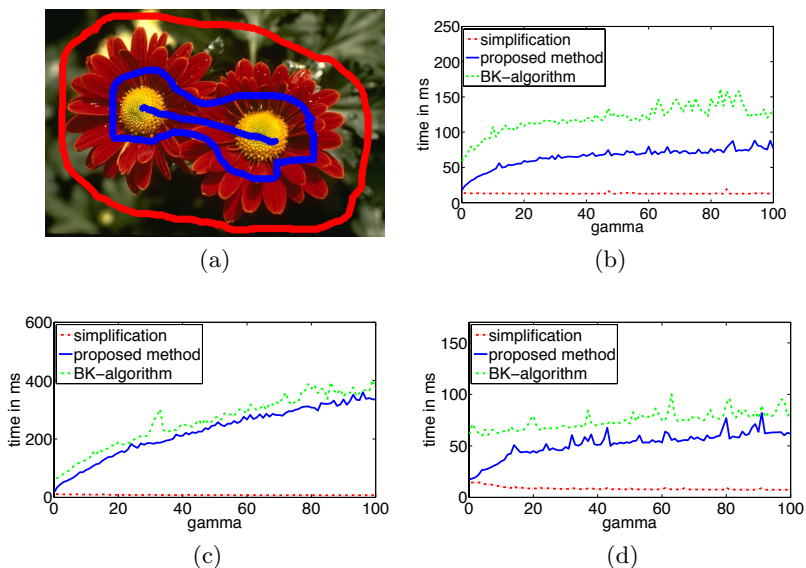 simplification
proposed method
BK-algorithm
time in ms
250
200
150
100
50
0
0 20 40 60 80 100
gamma
(a)
(b)
simplification
proposed method
BK-algorithm
time in ms
600
400
200
0
0 20 40 60 80 100
gamma
(c)
simplification
proposed method
BK-algorithm
time in ms
150
100
50
0
0 20 40 60 80 100
gamma
(d)